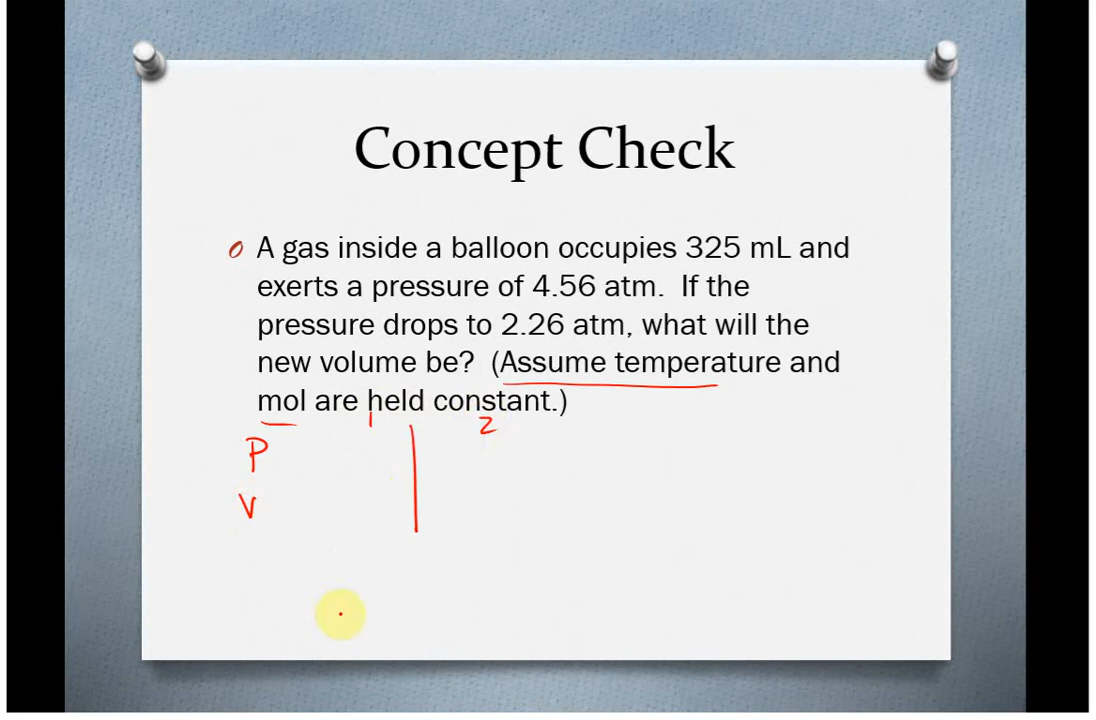 Concept Check
A gas inside a balloon occupies 325 mL and
exerts a pressure of 4.56 atm. If the
pressure drops to 2.26 atm, what will the
new volume be? (Assume temperature and
mol are held constant.)
1 2
P
V